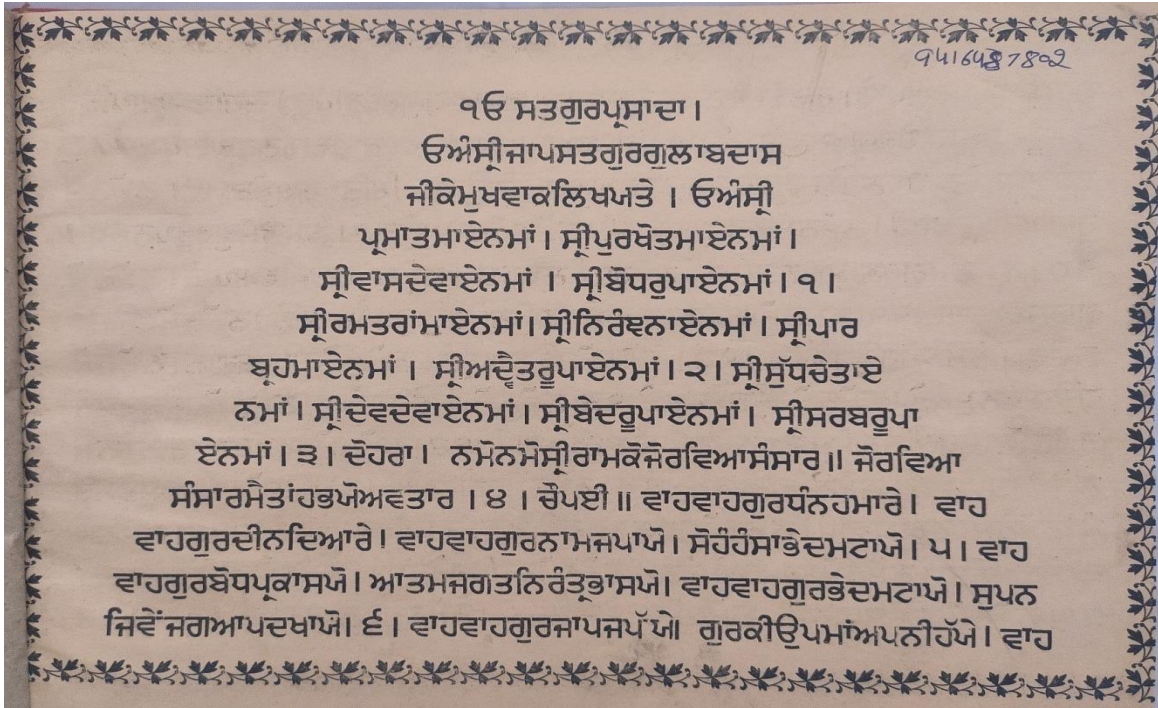 9416487802
੧ਓ ਸਤਗੁਰਪ੍ਰਸਾਦਾ।
ਓਅੰਸ੍ਰੀਜਾਪਸਤਗੁਰਗੁਲਾਬਦਾਸ
ਜੀਕੇਮੁਖਵਾਕਲਿਖਯਤੇ । ਓਅੰਸ੍ਰੀ
ਪ੍ਰਮਾਤਮਾਏਨਮਾਂ। ਸ੍ਰੀਪੁਰਖੋਤਮਾਏਨਮਾਂ।
ਸ੍ਰੀਵਾਸਦੇਵਾਏਨਮਾਂ । ਸ੍ਰੀਬੋਧਰੁਪਾਏਨਮਾਂ। ੧।
ਸ੍ਰੀਰਮਤਰਾਂਮਾਏਨਮਾਂ। ਸ੍ਰੀਨਿਰੰਞਨਾਏਨਮਾਂ। ਸ੍ਰੀਪਾਰ
ਬ੍ਰਹਮਾਏਨਮਾਂ । ਸ੍ਰੀਅਦ੍ਵੈਤਰੂਪਾਏਨਮਾਂ। ੨। ਸ੍ਰੀਸੁੱਧਚੇਤਾਏ
ਨਮਾਂ। ਸ੍ਰੀਦੇਵਦੇਵਾਏਨਮਾਂ। ਸ੍ਰੀਬੇਦਰੂਪਾਏਨਮਾਂ। ਸ੍ਰੀਸਰਬਰੂਪਾ
ਏਨਮਾਂ। ੩। ਦੋਹਰਾ। ਨਮੋਨਮੋਸ੍ਰੀਰਾਮਕੋਜੋਰਵਿਆਸੰਸਾਰ॥ ਜੋਰਵਿਆ
ਸੰਸਾਰਮੈਤਾਂਹਭਯੋਅਵਤਾਰ । ੪ । ਚੌਪਈ॥ ਵਾਹਵਾਹਗੁਰਧੰਨਹਮਾਰੇ। ਵਾਹ
ਵਾਹਗੁਰਦੀਨਦਿਆਰੇ। ਵਾਹਵਾਹਗੁਰਨਾਮਜਪਾਯੋ। ਸੋਹੰਹੰਸਾਭੇਦਮਟਾਯੋ। ੫। ਵਾਹ
ਵਾਹਗੁਰਬੋਧਪ੍ਰਕਾਸਯੋ। ਆਤਮਜਗਤਨਿਰੰਤ੍ਰਭਾਸਯੋ। ਵਾਹਵਾਹਗੁਰਭੇਦਮਟਾਯੋ। ਸੁਪਨ
ਜਿਵੇਂਜਗਆਪਦਖਾਯੋ। ੬। ਵਾਹਵਾਹਗੁਰਜਾਪਜਪੱਯੋ। ਗੁਰਕੀਉਪਮਾਂਅਪਨੀਹੱਯੋ। ਵਾਹ